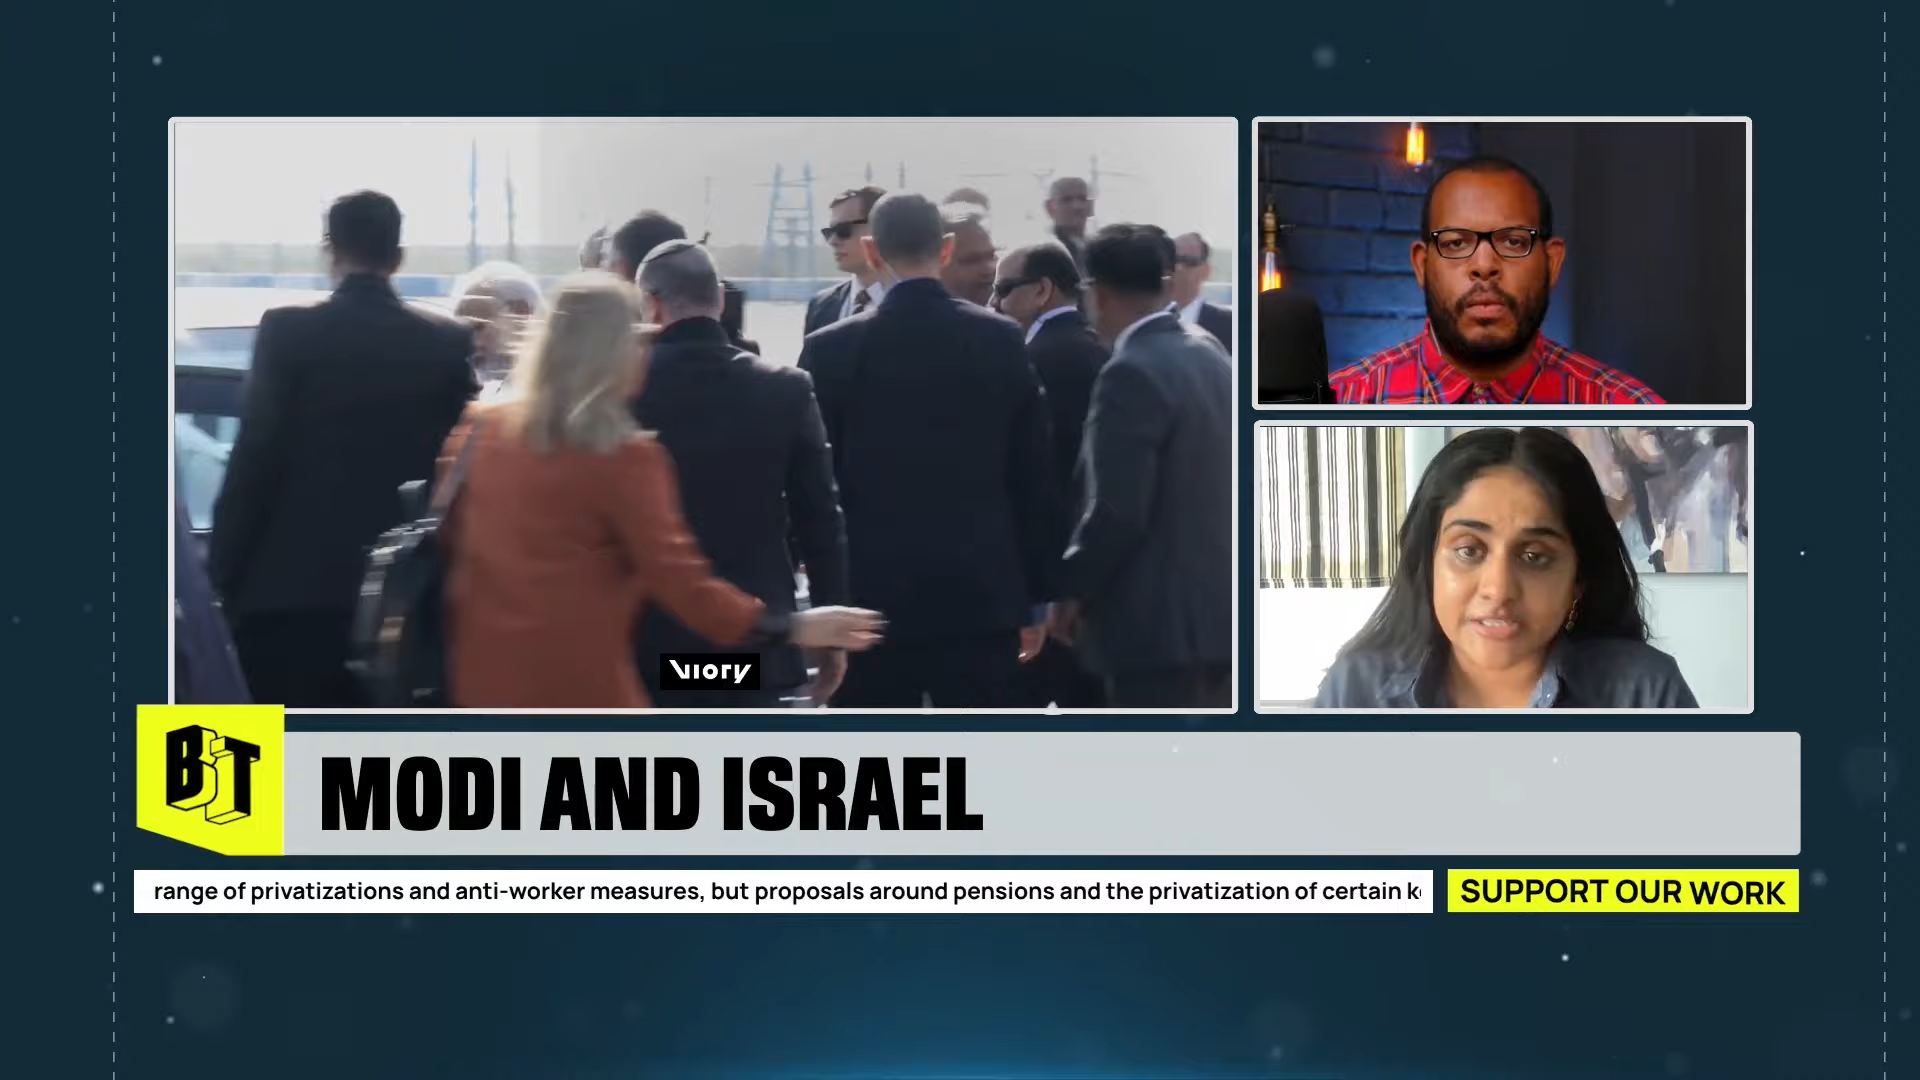 viory
BT
MODI AND ISRAEL
range of privatizations and anti-worker measures, but proposals around pensions and the privatization of certain
SUPPORT OUR WORK